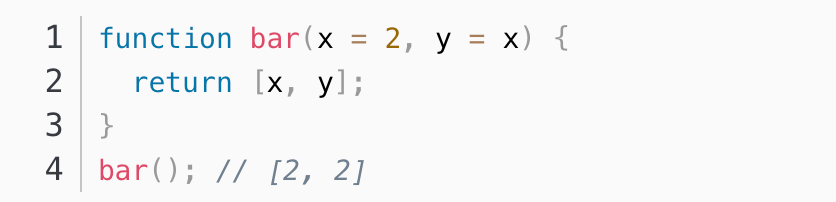 1 function bar(x = 2, y = x) {
2   return [x, y];
3 }
4 bar(); // [2, 2]